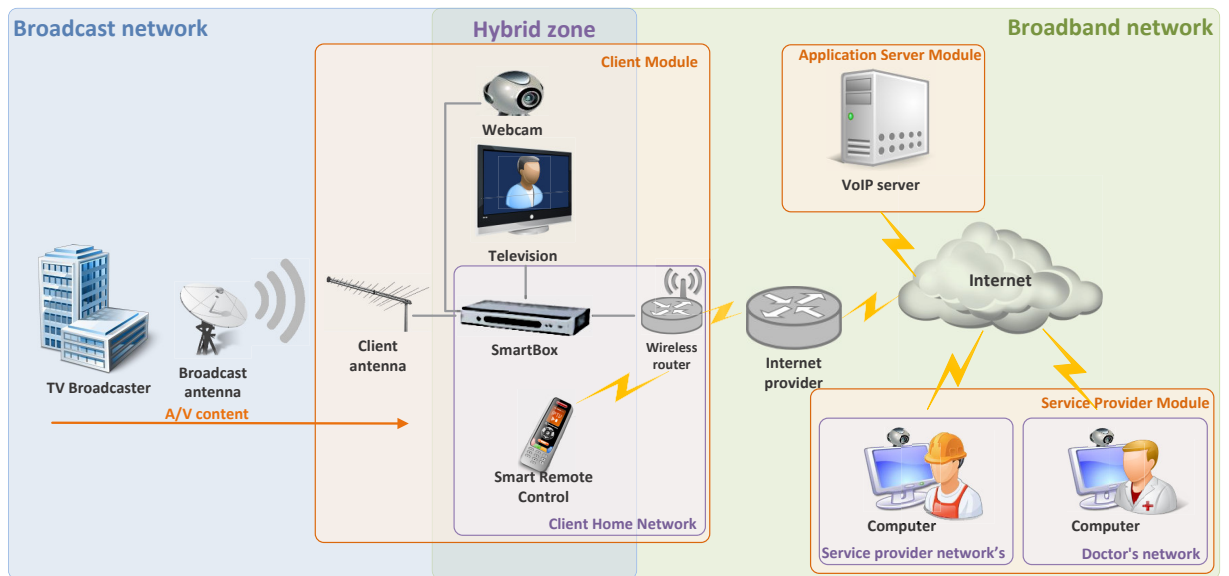 Broadcast network
Hybrid zone
Broadband network
Client Module
Application Server Module
Webcam
VoIP server
Television
Internet
SmartBox
Wireless
router
Client
antenna
Internet
provider
TV Broadcaster
Broadcast
antenna
A/V content
Smart Remote
Control
Client Home Network
Service Provider Module
Computer
Computer
Service provider network's
Doctor's network